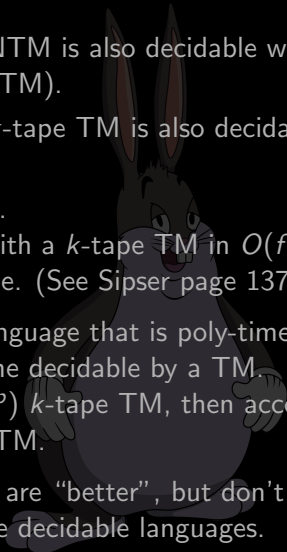 NTM is also decidable w
TM).
-tape TM is also decida
.
ith a k-tape TM in O(f
e. (See Sipser page 137
nguage that is poly-time
ne decidable by a TM.
) k-tape TM, then acco
TM.
are “better”, but don't
e decidable languages.